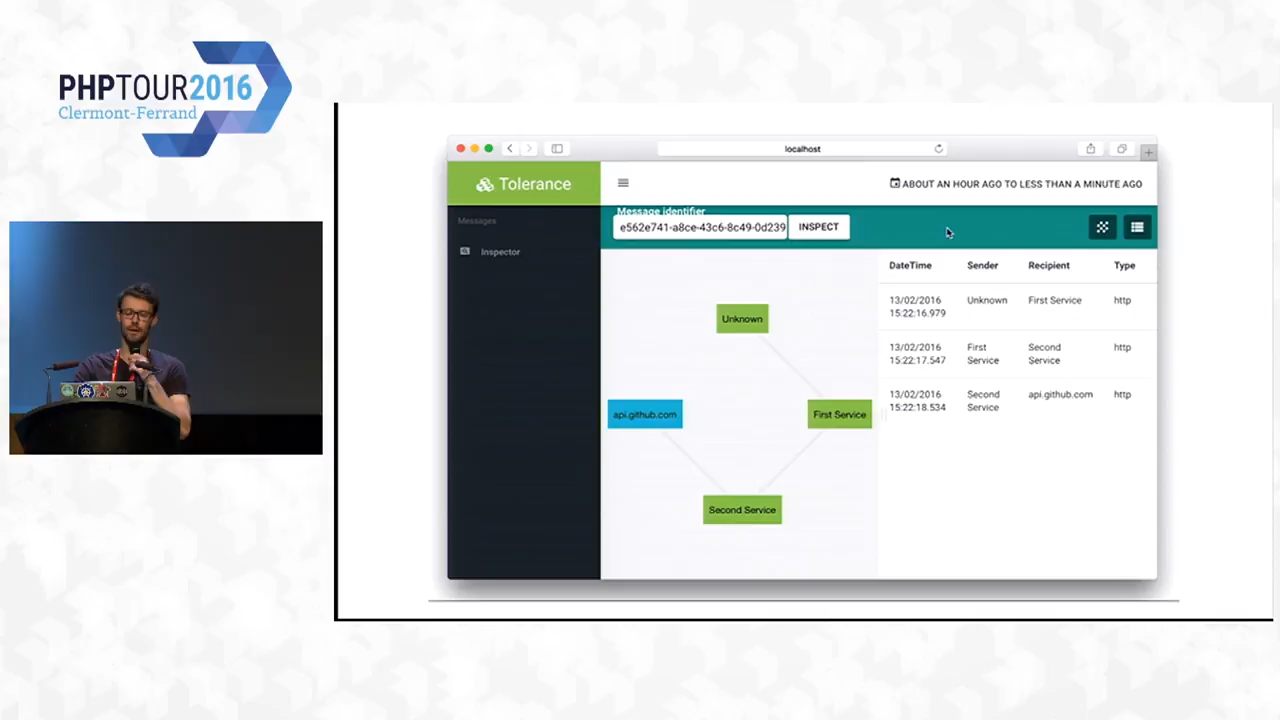 PHPTOUR2016
Clermont-Ferrand
localhost
Tolerance
ABOUT AN HOUR AGO TO LESS THAN A MINUTE AGO
Messages
Inspector
Message identifier
e562e741-a8ce-43c6-8c49-0d239
INSPECT
Unknown
api.github.com
First Service
Second Service
DateTime Sender Recipient Type
13/02/2016 Unknown First Service http
15:22:16.979
13/02/2016 First Second http
15:22:17.547 Service Service
13/02/2016 Second api.github.com http
15:22:18.534 Service